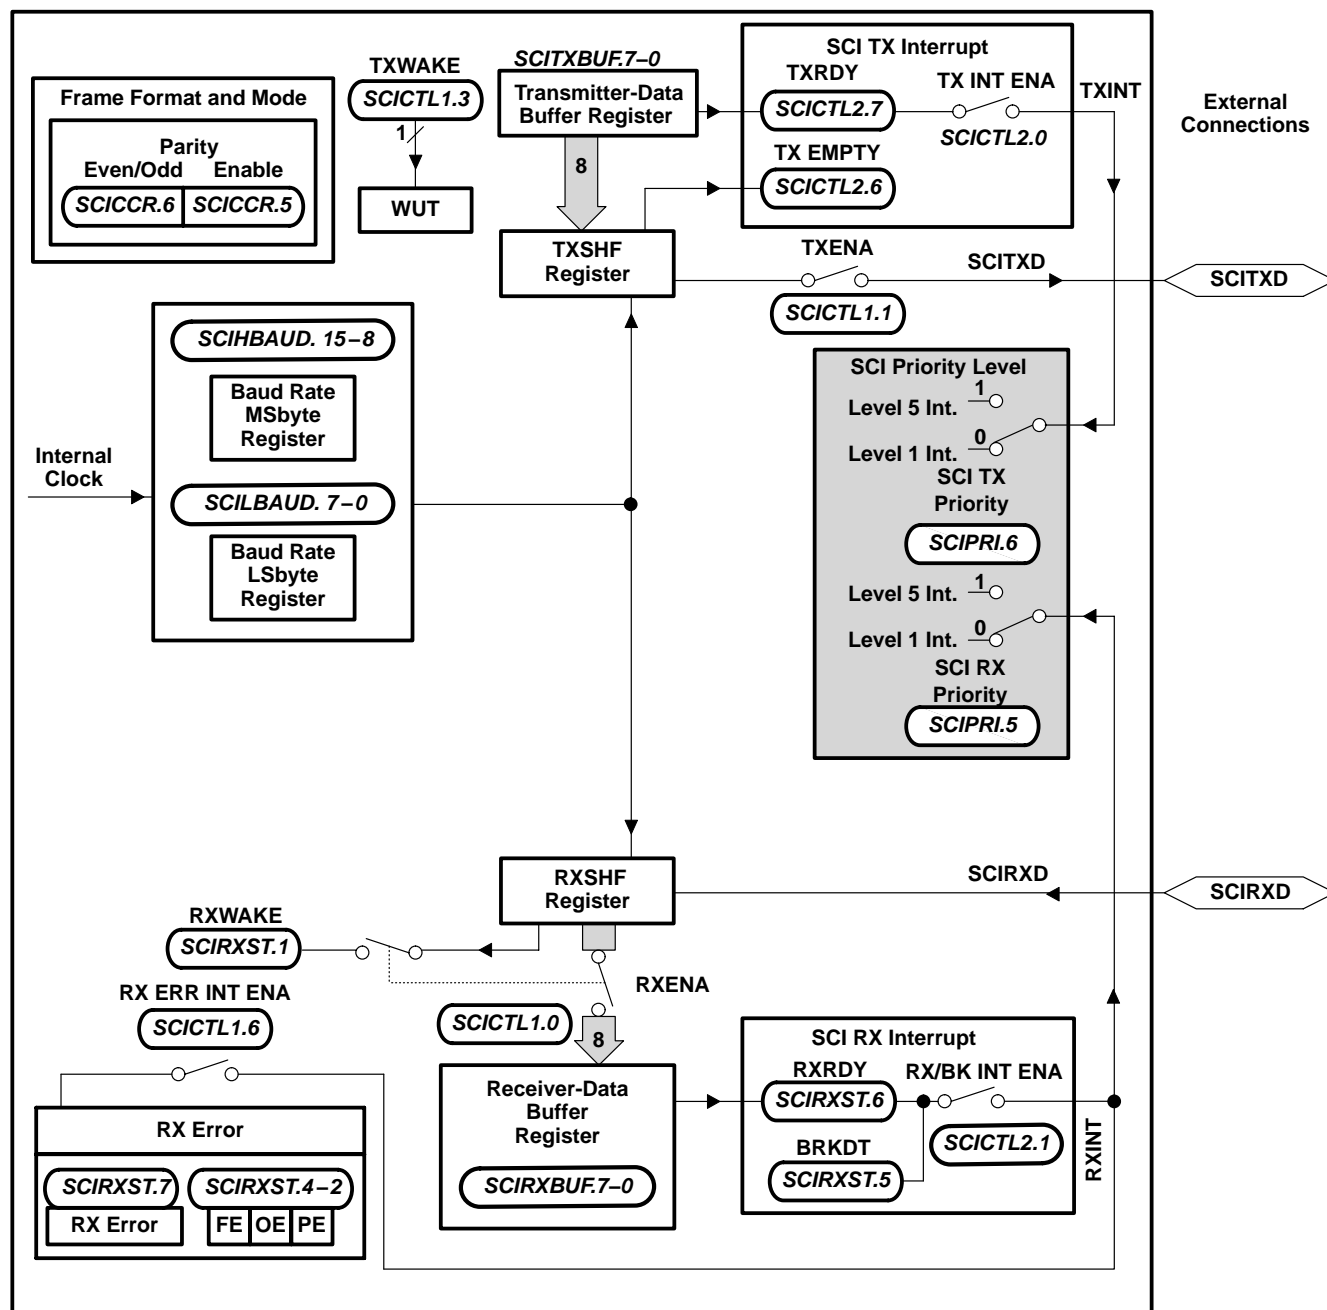 Frame Format and Mode
Parity
Even/Odd Enable
SCICCR.6 SCICCR.5
TXWAKE
SCICTL1.3
1
WUT
SCITXBUF.7–0
Transmitter-Data
Buffer Register
8
TXSHF
Register
SCI TX Interrupt
TXRDY
SCICTL2.7
TX INT ENA
SCICTL2.0
TX EMPTY
SCICTL2.6
TXINT
External
Connections
TXENA
SCICTL1.1
SCITXD
SCITXD
SCIHBAUD. 15–8
Baud Rate
MSbyte
Register
Internal
Clock
SCILBAUD. 7–0
Baud Rate
LSbyte
Register
SCI Priority Level
1
Level 5 Int.
0
Level 1 Int.
SCI TX
Priority
SCIPRI.6
1
Level 5 Int.
0
Level 1 Int.
SCI RX
Priority
SCIPRI.5
RXSHF
Register
SCIRXD
SCIRXD
RXWAKE
SCIRXST.1
RXENA
RX ERR INT ENA
SCICTL1.6
SCICTL1.0
8
Receiver-Data
Buffer
Register
SCIRXBUF.7–0
SCI RX Interrupt
RXRDY
SCIRXST.6
RX/BK INT ENA
SCICTL2.1
BRKDT
SCIRXST.5
RXINT
RX Error
SCIRXST.7 SCIRXST.4–2
RX Error FE OE PE